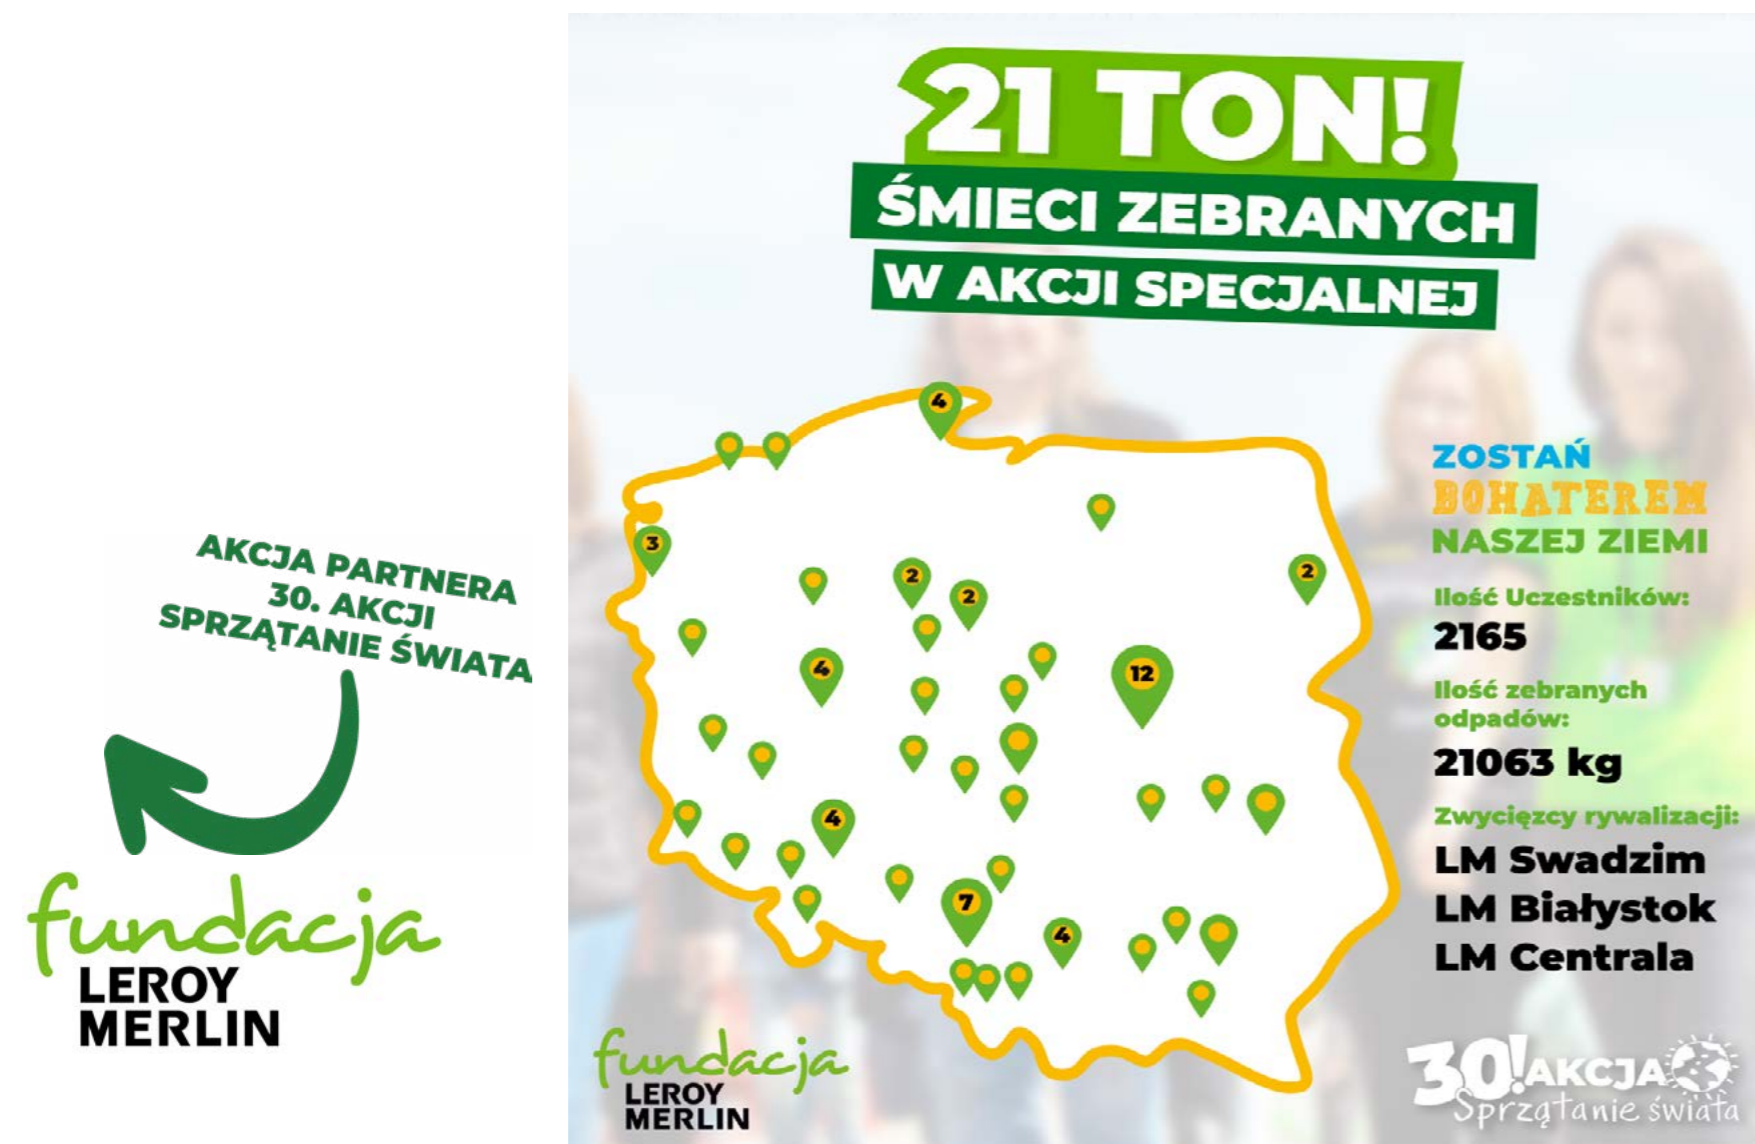 AKCJA PARTNERA
30. AKCJI
SPRZĄTANIE ŚWIATA
fundacja
LEROY
MERLIN
21 TON!
ŚMIECI ZEBRANYCH
W AKCJI SPECJALNEJ
4
3
2
2
2
4
12
4
7
4
ZOSTAŃ
BOHATEREM
NASZEJ ZIEMI
Ilość Uczestników:
2165
Ilość zebranych
odpadów:
21063 kg
Zwycięzcy rywalizacji:
LM Swadzim
LM Białystok
LM Centrala
fundacja
LEROY
MERLIN
30! AKCJA
Sprzątanie świata